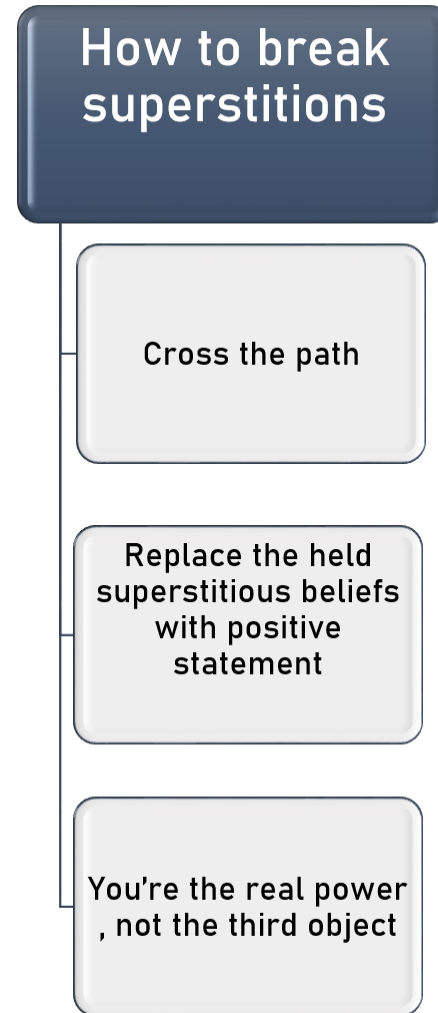 How to break
superstitions
Cross the path
Replace the held
superstitious beliefs
with positive
statement
You're the real power
, not the third object